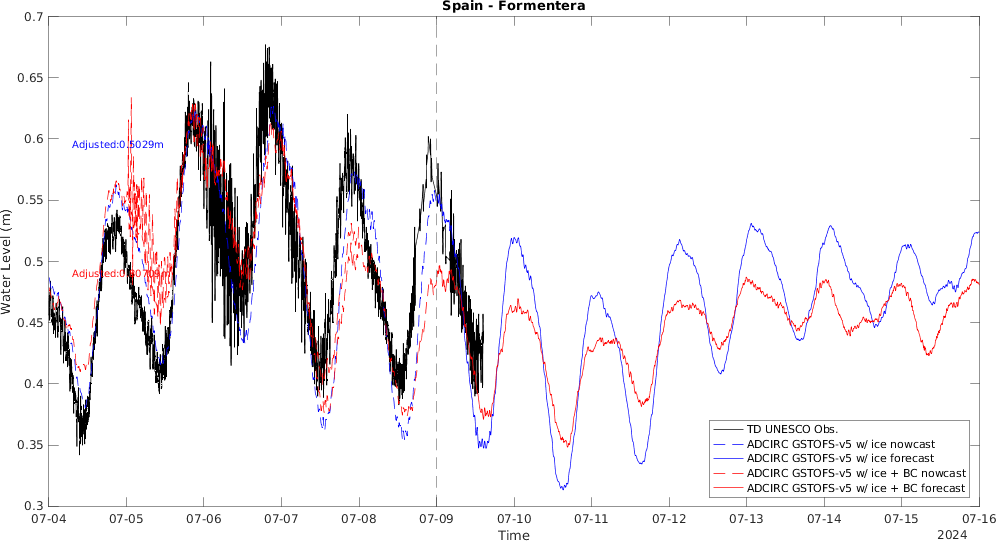 Spain - Formentera
0.7
0.65
0.6
0.55
0.5
0.45
0.4
0.35
0.3
Water Level (m)
Adjusted:0.5029m
07-04
07-05
07-06
07-07
07-08
07-09
07-10
07-11
07-12
07-13
07-14
07-15
07-16
Time
2024
TD UNESCO Obs.
ADCIRC GSTOFS-v5 w/ ice nowcast
ADCIRC GSTOFS-v5 w/ ice forecast
ADCIRC GSTOFS-v5 w/ ice + BC nowcast
ADCIRC GSTOFS-v5 w/ ice + BC forecast